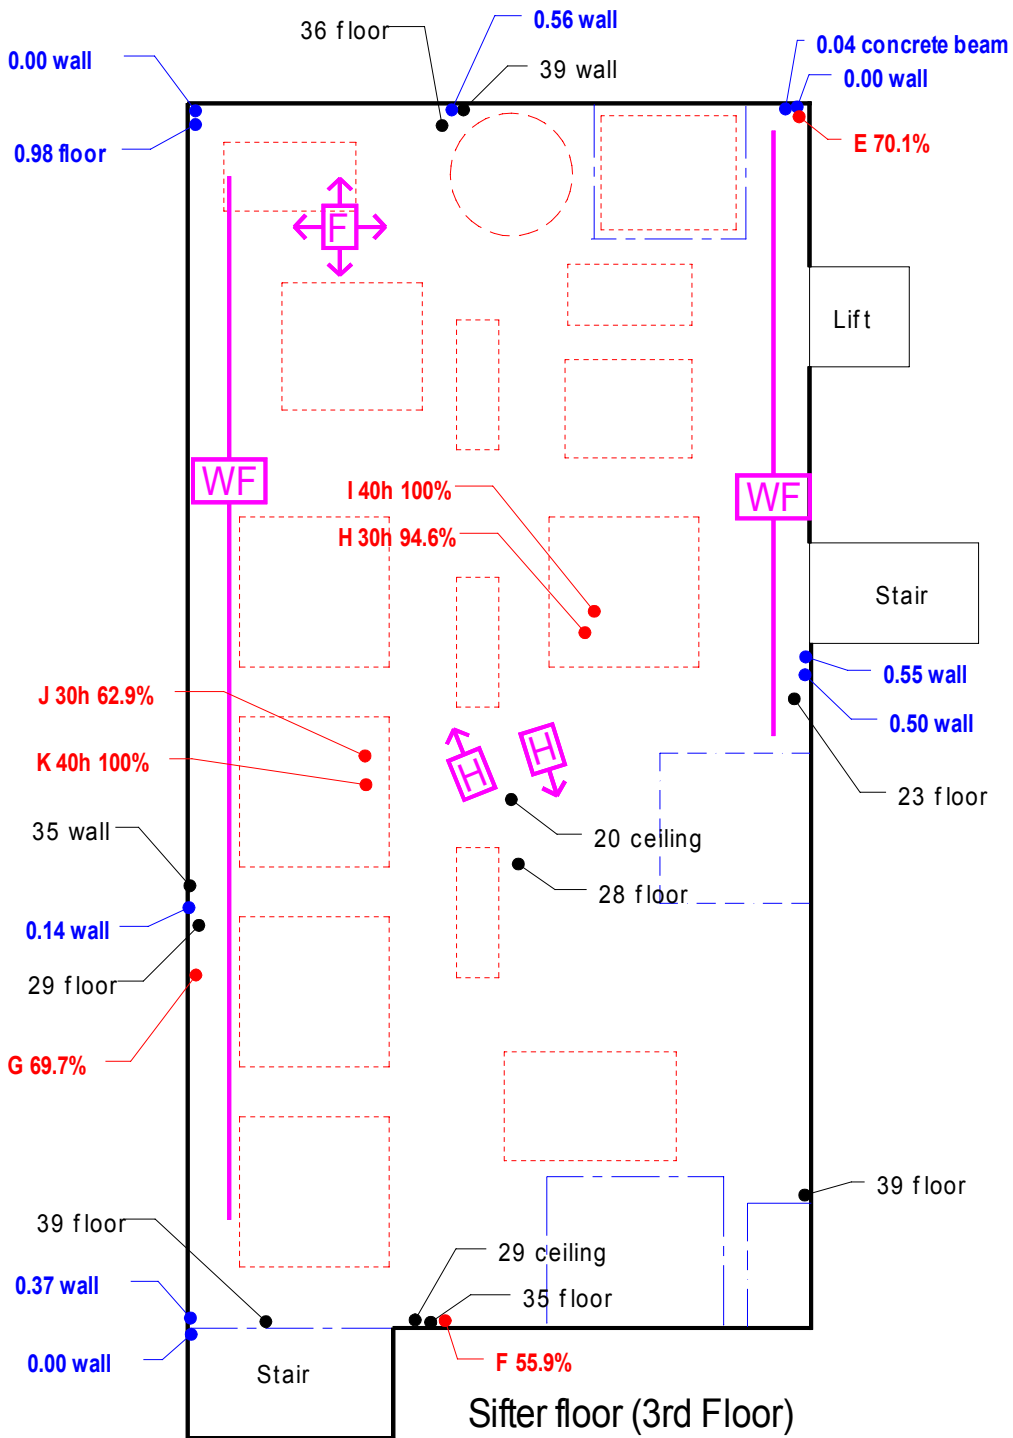 36 floor
0.56 wall
0.04 concrete beam
0.00 wall
39 wall
0.00 wall
0.98 floor
E 70.1%
F
Lift
WF
WF
I 40h 100%
H 30h 94.6%
Stair
0.55 wall
J 30h 62.9%
0.50 wall
K 40h 100%
H
H
23 floor
35 wall
20 ceiling
28 floor
0.14 wall
29 floor
G 69.7%
39 floor
39 floor
29 ceiling
0.37 wall
35 floor
0.00 wall
F 55.9%
Stair
Sifter floor (3rd Floor)